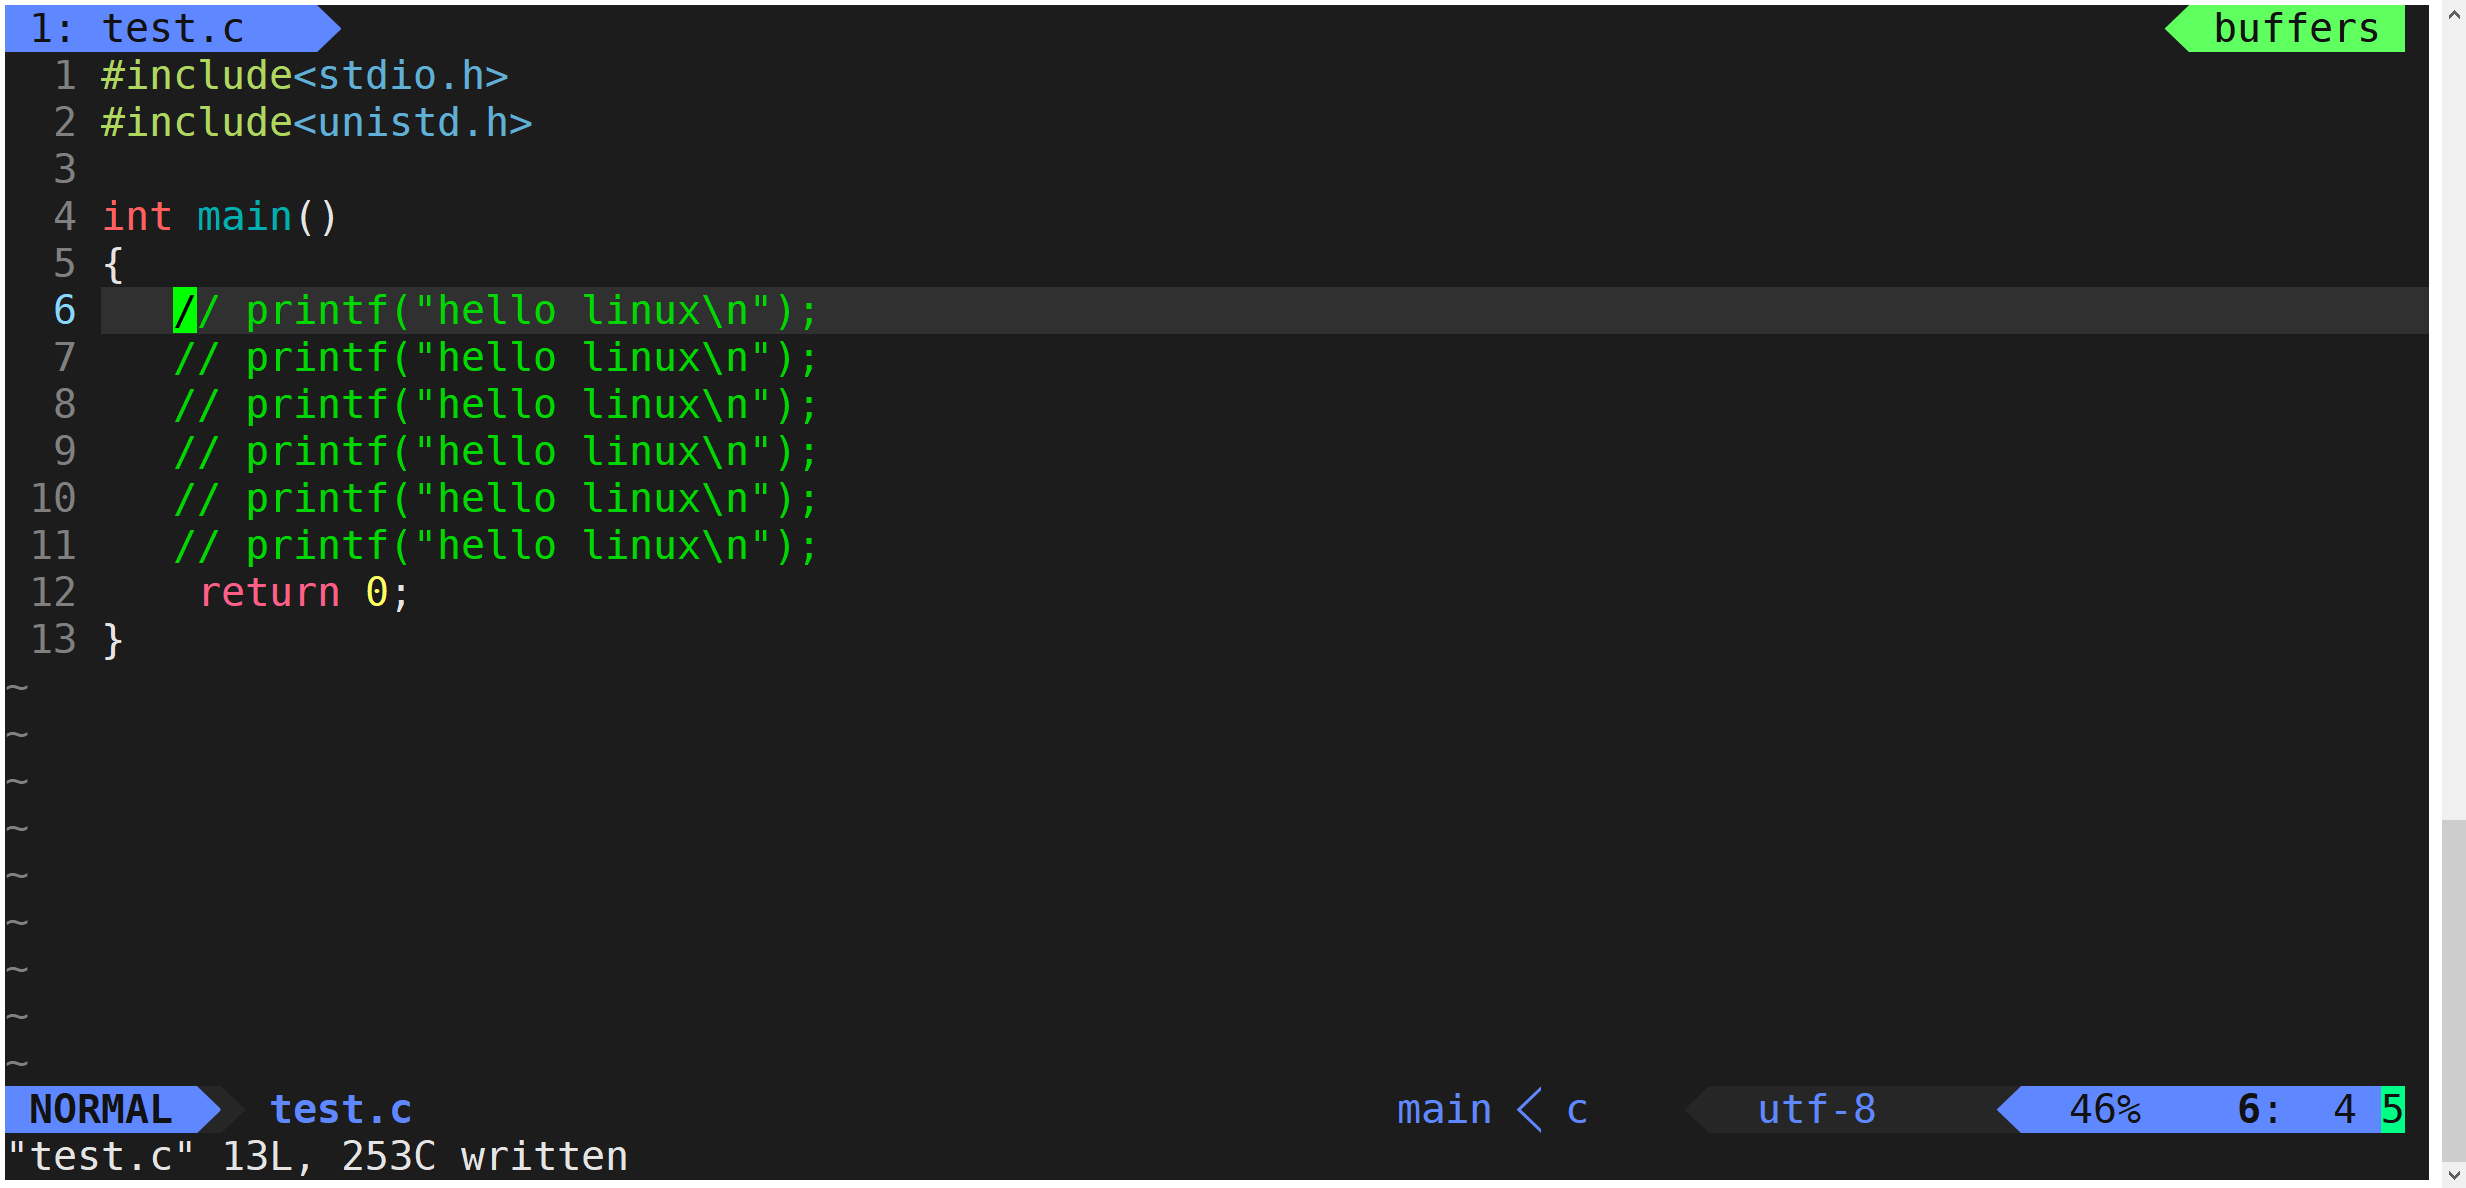 1: test.c buffers
1 #include<stdio.h>
2 #include<unistd.h>
3
4 int main()
5 {
6    // printf("hello linux\n");
7    // printf("hello linux\n");
8    // printf("hello linux\n");
9    // printf("hello linux\n");
10    // printf("hello linux\n");
11    // printf("hello linux\n");
12     return 0;
13 }
~
~
~
~
~
~
~
~
~
NORMAL test.c main c utf-8 46% 6: 4 5
"test.c" 13L, 253C written